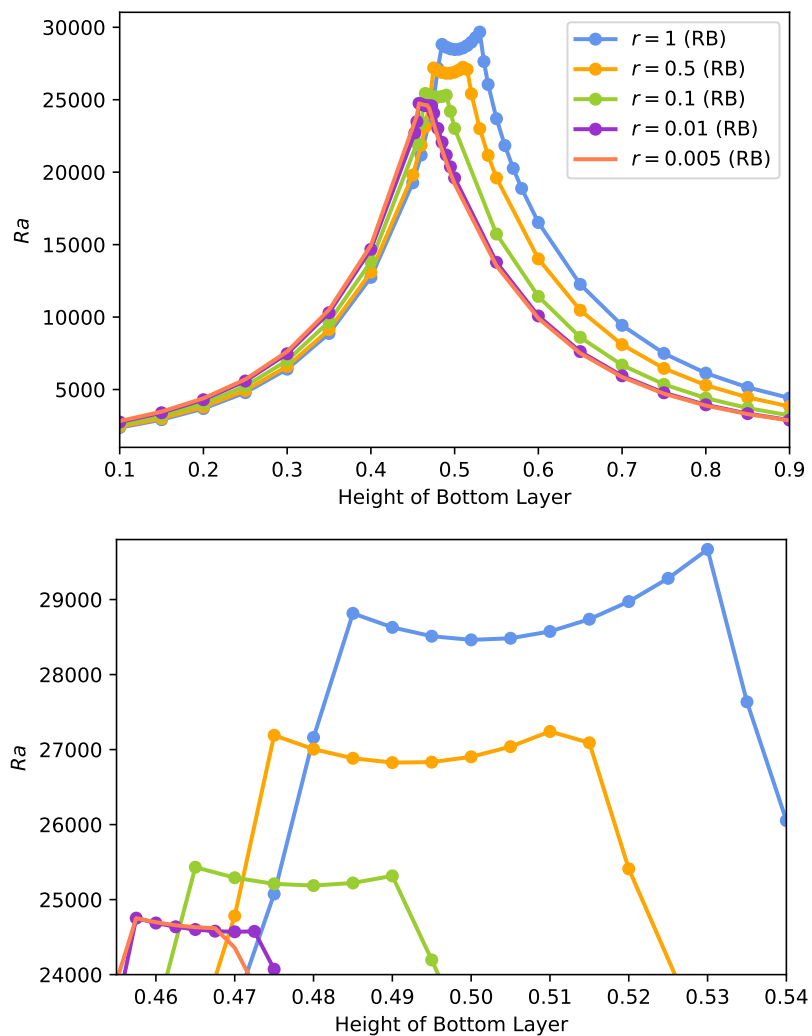 30000
25000
20000
15000
10000
5000
Ra
r = 1 (RB)
r = 0.5 (RB)
r = 0.1 (RB)
r = 0.01 (RB)
r = 0.005 (RB)
0.1 0.2 0.3 0.4 0.5 0.6 0.7 0.8 0.9
Height of Bottom Layer
29000
28000
27000
26000
25000
24000
Ra
0.46 0.47 0.48 0.49 0.50 0.51 0.52 0.53 0.54
Height of Bottom Layer